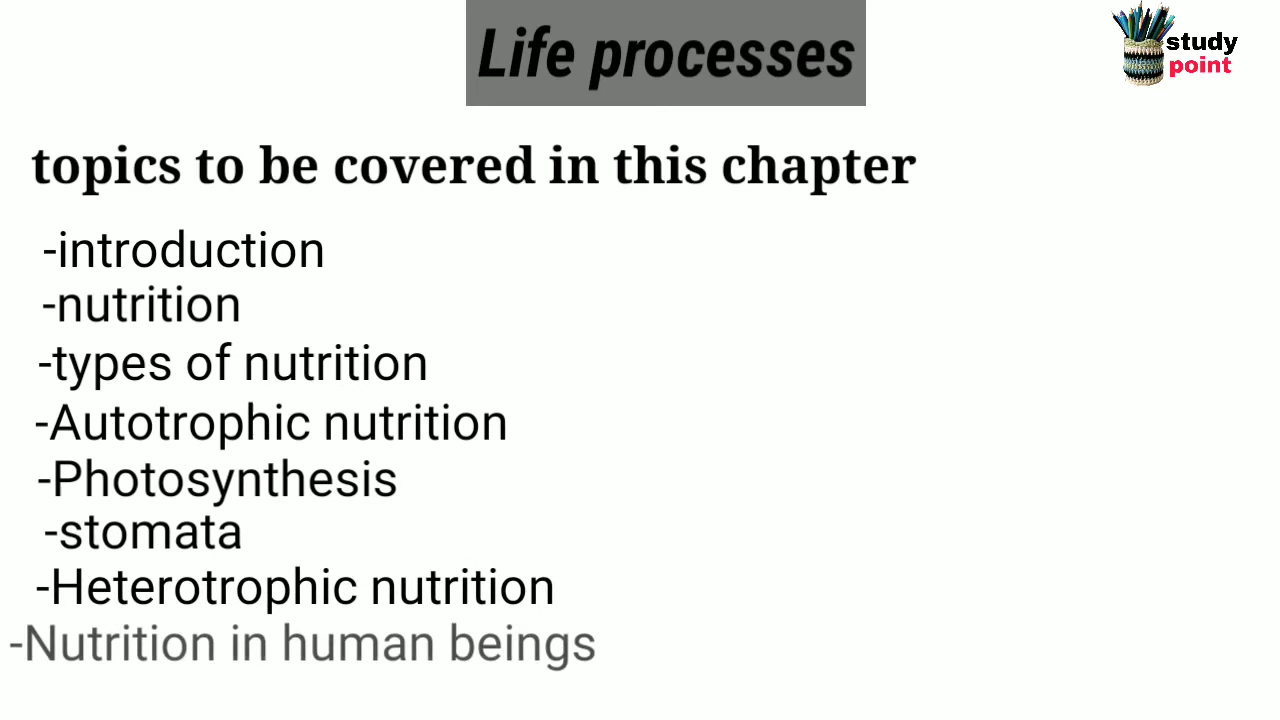 Life processes
study
point
topics to be covered in this chapter
-introduction
-nutrition
-types of nutrition
-Autotrophic nutrition
-Photosynthesis
-stomata
-Heterotrophic nutrition
-Nutrition in human beings